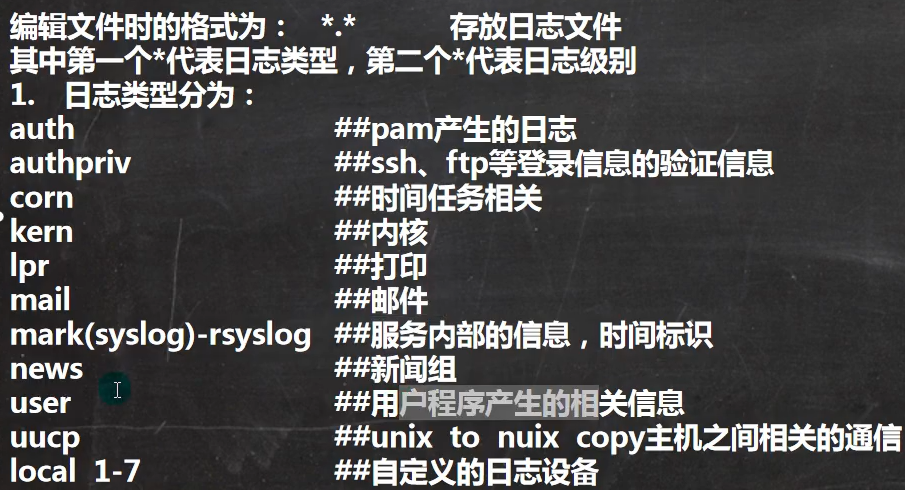 编辑文件时的格式为： *.* 存放日志文件
其中第一个*代表日志类型，第二个*代表日志级别
1. 日志类型分为：
auth ##pam产生的日志
authpriv ##ssh、ftp等登录信息的验证信息
corn ##时间任务相关
kern ##内核
lpr ##打印
mail ##邮件
mark(syslog)-rsyslog ##服务内部的信息，时间标识
news ##新闻组
user ##用户程序产生的相关信息
uucp ##unix to nuix copy主机之间相关的通信
local 1-7 ##自定义的日志设备